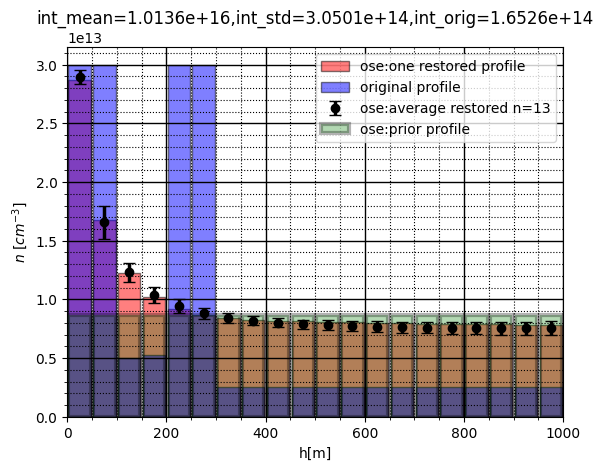 int_mean=1.0136e+16,int_std=3.0501e+14,int_orig=1.6526e+14
1e13
3.0
2.5
2.0
1.5
1.0
0.5
0.0
n [cm⁻³]
ose:one restored profile
original profile
ose:average restored n=13
ose:prior profile
0 200 400 600 800 1000
h[m]